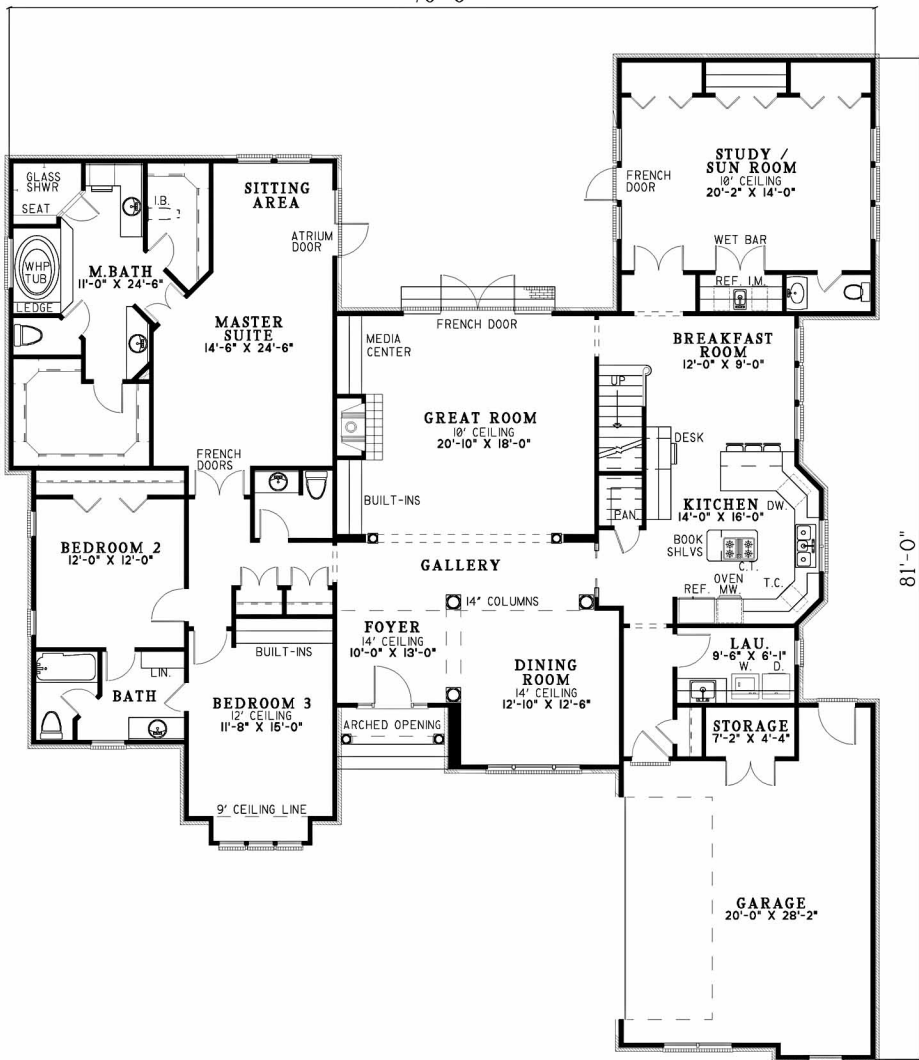 GLASS
SHWR
SEAT
I.B.
SITTING
AREA
ATRIUM
DOOR
FRENCH
DOOR
STUDY /
SUN ROOM
10' CEILING
20'-2" X 14'-0"
WET BAR
REF. I.M.
WHP
TUB
LEDGE
M.BATH
11'-0" X 24'-6"
MASTER
SUITE
14'-6" X 24'-6"
FRENCH DOOR
MEDIA
CENTER
GREAT ROOM
10' CEILING
20'-10" X 18'-0"
BUILT-INS
UP
BREAKFAST
ROOM
12'-0" X 9'-0"
DESK
KITCHEN
14'-0" X 16'-0"
DW.
PAN.
BOOK
SHLVS
C.T.
OVEN
MW.
REF.
T.C.
81'-0"
FRENCH
DOORS
BEDROOM 2
12'-0" X 12'-0"
GALLERY
14" COLUMNS
FOYER
14' CEILING
10'-0" X 13'-0"
BUILT-INS
LIN.
BATH
BEDROOM 3
12' CEILING
11'-8" X 15'-0"
9' CEILING LINE
ARCHED OPENING
DINING
ROOM
14' CEILING
12'-10" X 12'-6"
LAU.
9'-6" X 6'-1"
W.
D.
STORAGE
7'-2" X 4'-4"
GARAGE
20'-0" X 28'-2"